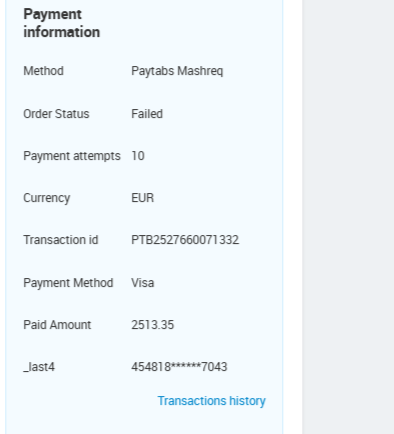 Payment
information
Method Paytabs Mashreq
Order Status Failed
Payment attempts 10
Currency EUR
Transaction id PTB2527660071332
Payment Method Visa
Paid Amount 2513.35
_last4 454818******7043
Transactions history